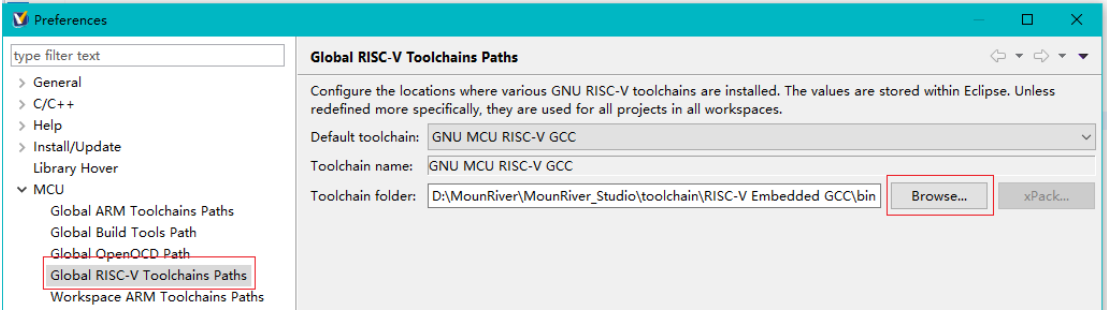 Preferences
type filter text
General
C/C++
Help
Install/Update
Library Hover
MCU
Global ARM Toolchains Paths
Global Build Tools Path
Global OpenOCD Path
Global RISC-V Toolchains Paths
Workspace ARM Toolchains Paths
Global RISC-V Toolchains Paths
Configure the locations where various GNU RISC-V toolchains are installed. The values are stored within Eclipse. Unless
redefined more specifically, they are used for all projects in all workspaces.
Default toolchain: GNU MCU RISC-V GCC
Toolchain name: GNU MCU RISC-V GCC
Toolchain folder: D:\MounRiver\MounRiver_Studio\toolchain\RISC-V Embedded GCC\bin Browse... xPack...